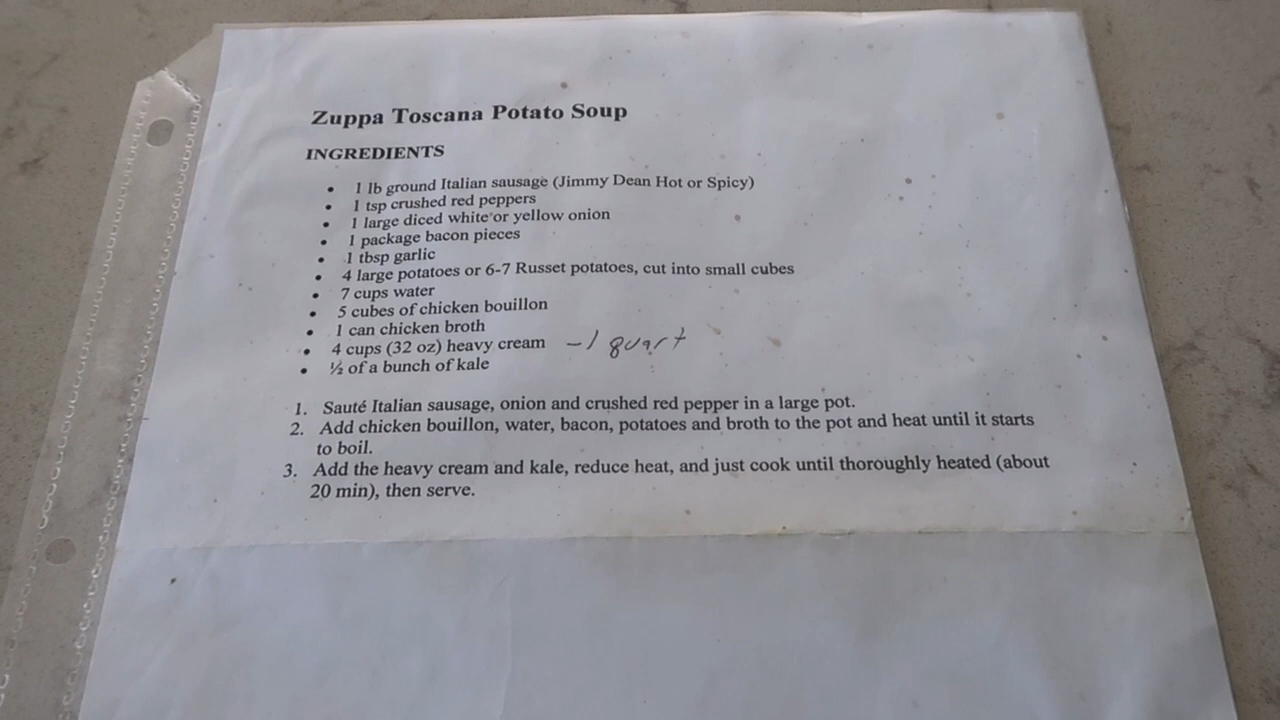 Zuppa Toscana Potato Soup
INGREDIENTS
• 1 lb ground Italian sausage (Jimmy Dean Hot or Spicy)
• 1 tsp crushed red peppers
• 1 large diced white or yellow onion
• 1 package bacon pieces
• 1 tbsp garlic
• 4 large potatoes or 6-7 Russet potatoes, cut into small cubes
• 7 cups water
• 5 cubes of chicken bouillon
• 1 can chicken broth
• 4 cups (32 oz) heavy cream – 1 quart
• ½ of a bunch of kale
1. Sauté Italian sausage, onion and crushed red pepper in a large pot.
2. Add chicken bouillon, water, bacon, potatoes and broth to the pot and heat until it starts
to boil.
3. Add the heavy cream and kale, reduce heat, and just cook until thoroughly heated (about
20 min), then serve.